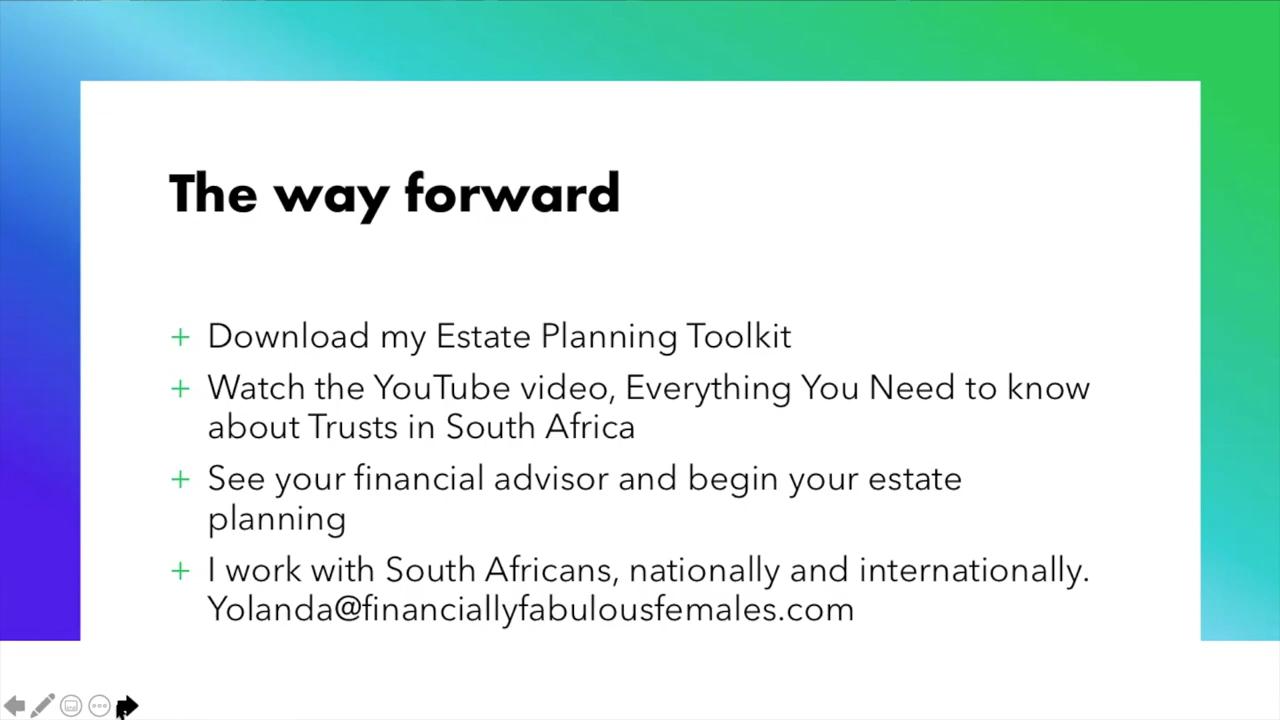 The way forward
+ Download my Estate Planning Toolkit
+ Watch the YouTube video, Everything You Need to know
about Trusts in South Africa
+ See your financial advisor and begin your estate
planning
+ I work with South Africans, nationally and internationally.
Yolanda@financiallyfabulousfemales.com